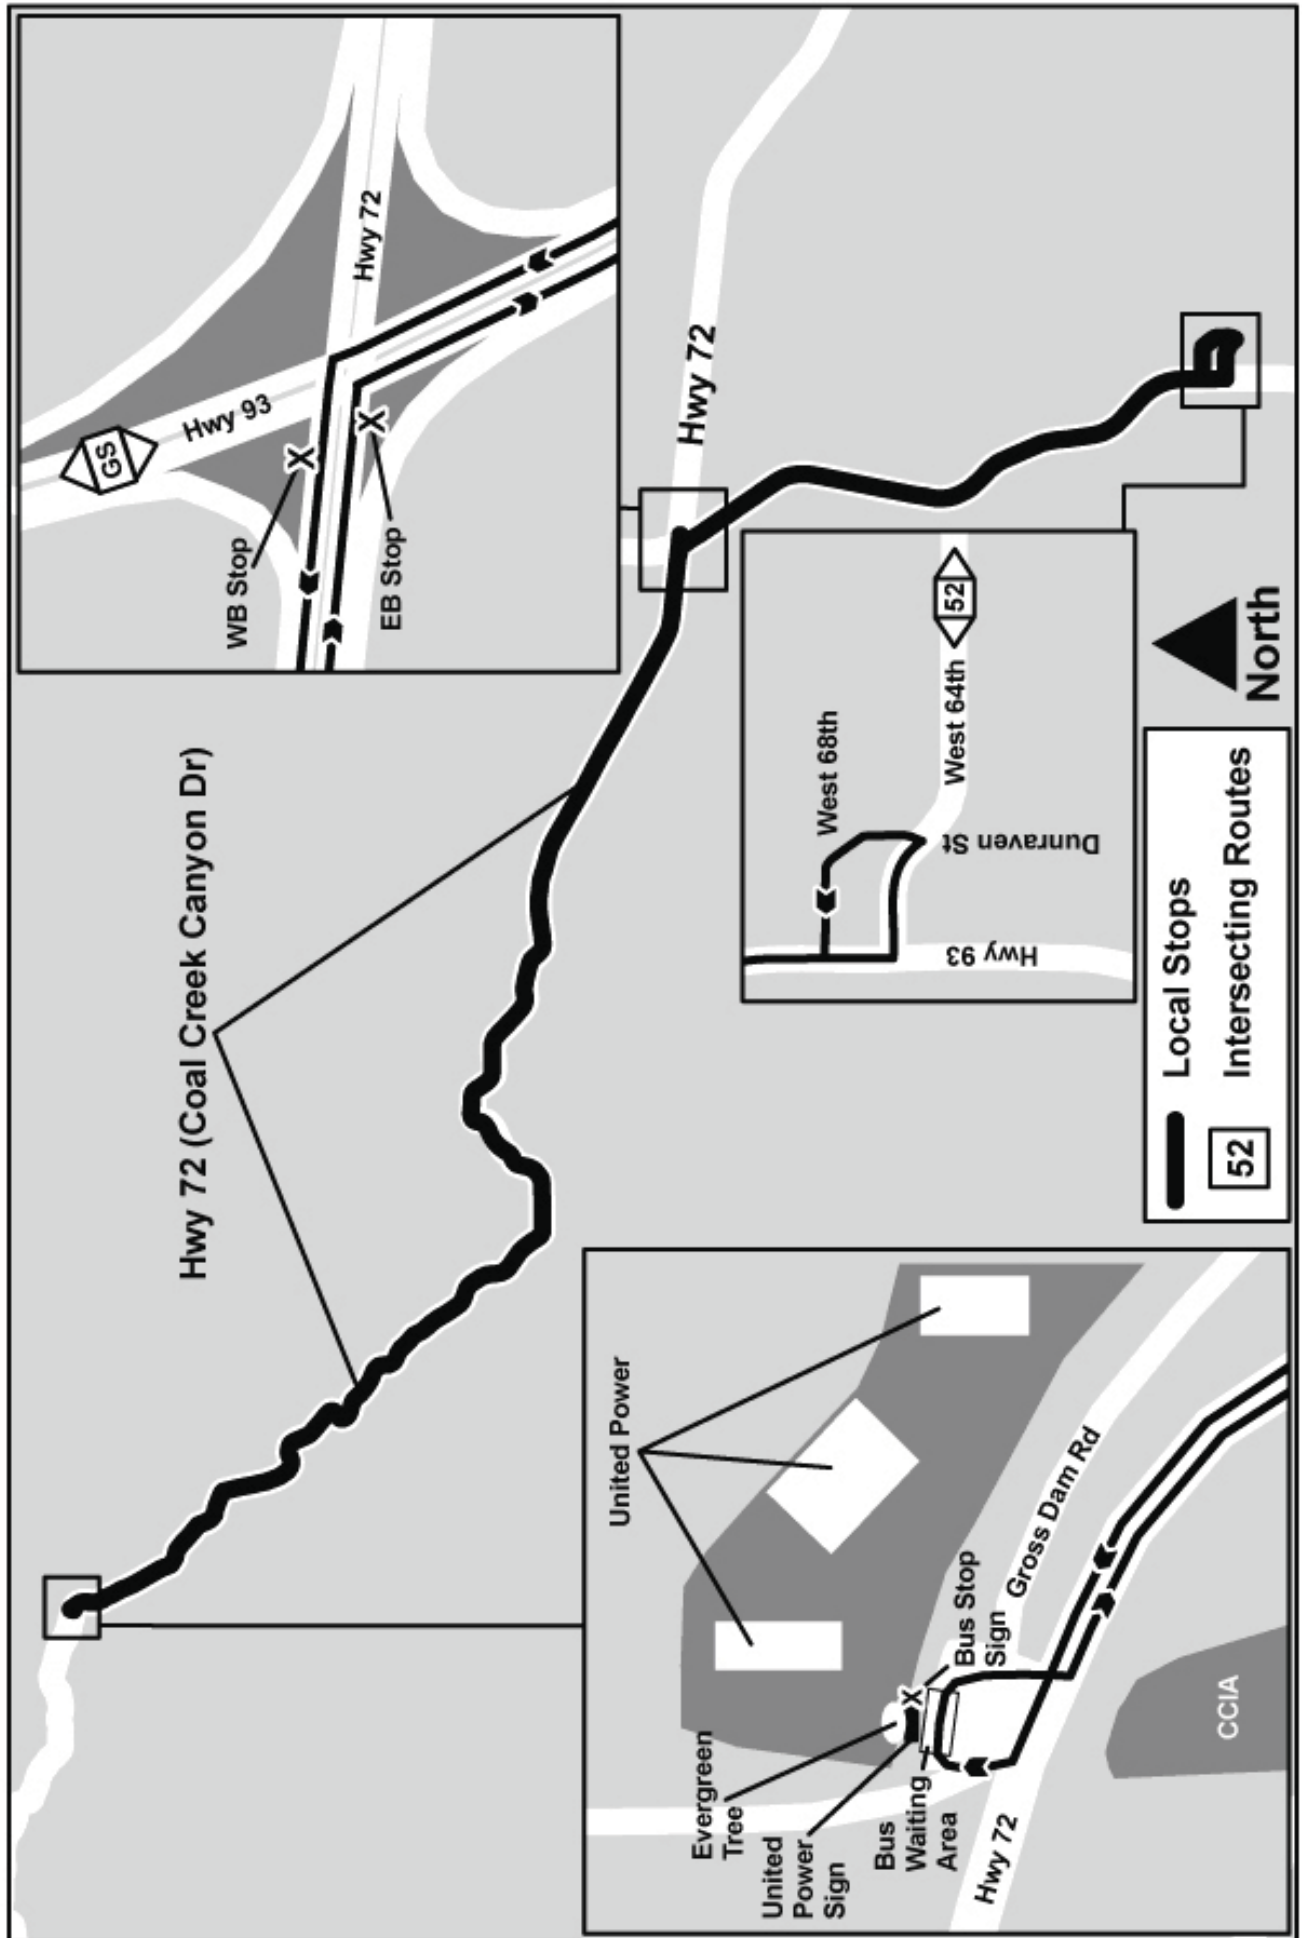 Hwy 72 (Coal Creek Canyon Dr)
GS
Hwy 93
Hwy 72
WB Stop
EB Stop
Hwy 72
West 68th
West 64th
52
Dunraven St
Hwy 93
North
United Power
Evergreen
Tree
United
Power
Sign
Bus
Waiting
Area
Bus Stop
Sign
Gross Dam Rd
Hwy 72
CCIA
Local Stops
52
Intersecting Routes